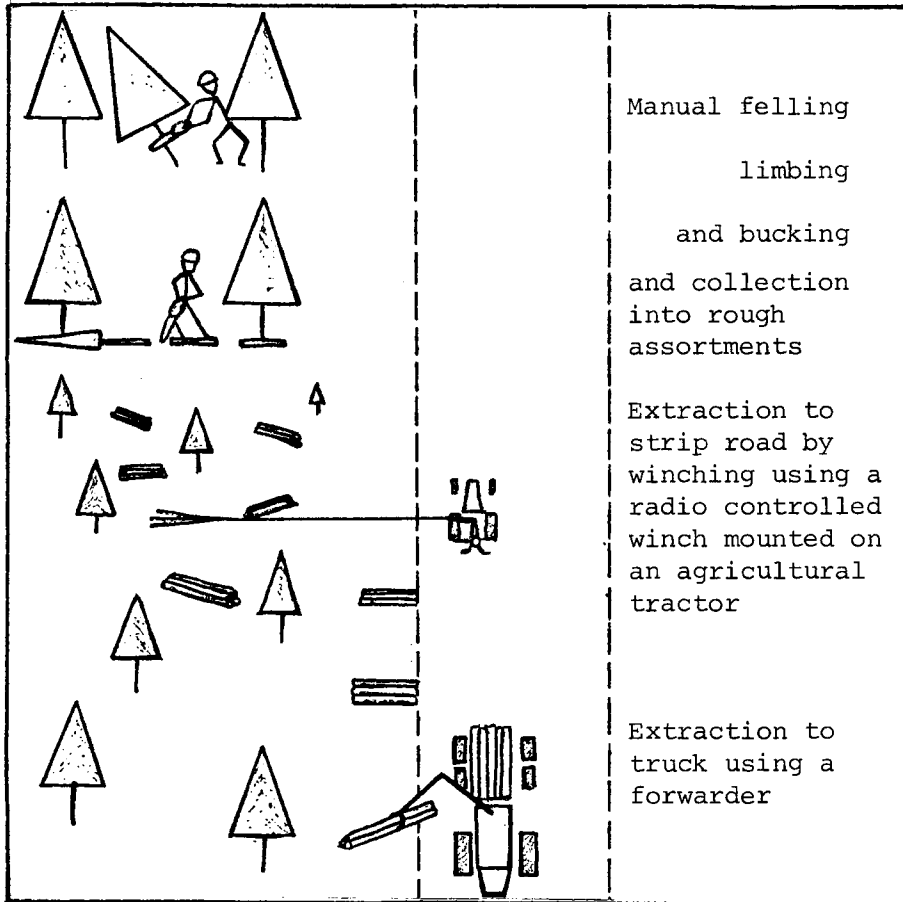 Manual felling
limbing
and bucking
and collection
into rough
assortments
Extraction to
strip road by
winching using a
radio controlled
winch mounted on
an agricultural
tractor
Extraction to
truck using a
forwarder